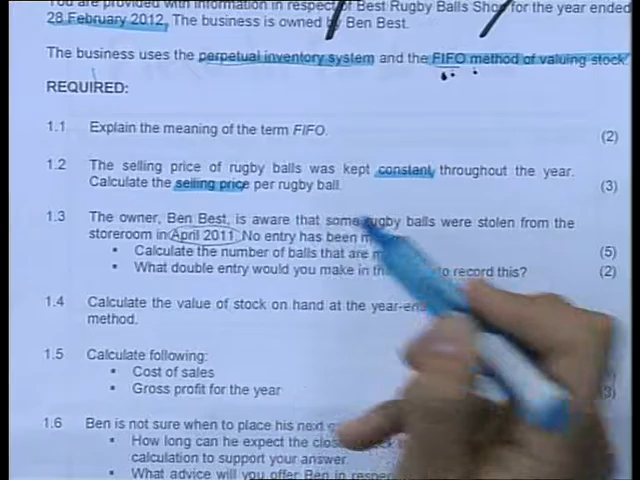 You are provided with information in respect of Best Rugby Balls Shop for the year ended
28 February 2012. The business is owned by Ben Best.
The business uses the perpetual inventory system and the FIFO method of valuing stock.
REQUIRED:
1.1 Explain the meaning of the term FIFO. (2)
1.2 The selling price of rugby balls was kept constant throughout the year.
Calculate the selling price per rugby ball. (3)
1.3 The owner, Ben Best, is aware that some rugby balls were stolen from the
storeroom in April 2011. No entry has been
• Calculate the number of balls that are (5)
• What double entry would you make in to record this? (2)
1.4 Calculate the value of stock on hand at the year-end
method.
1.5 Calculate following:
• Cost of sales
• Gross profit for the year (3)
1.6 Ben is not sure when to place his next
• How long can he expect the
calculation to support your answer.
• What advice will you offer Ben in